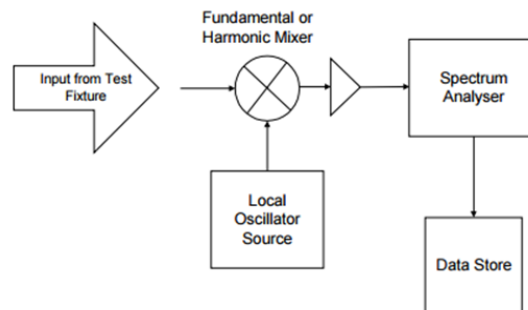 Fundamental or
Harmonic Mixer
Input from Test
Fixture
Spectrum
Analyser
Local
Oscillator
Source
Data Store